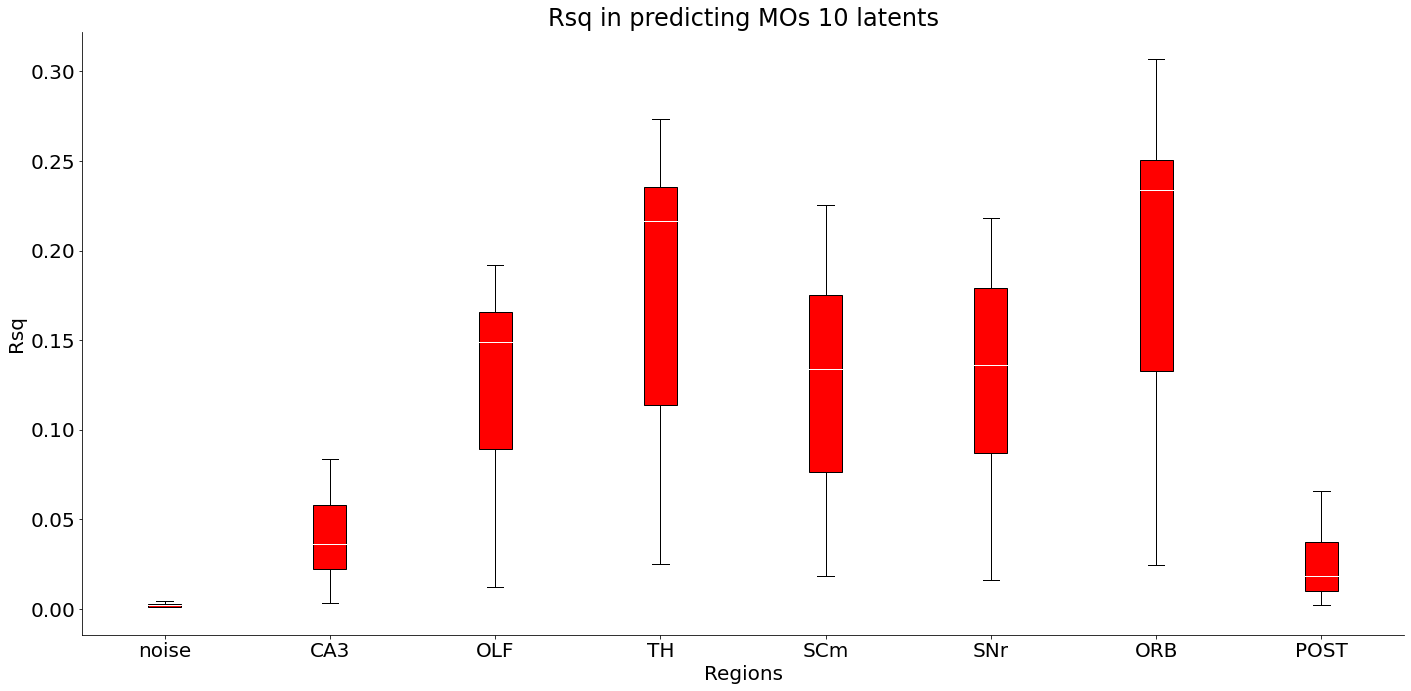 Rsq in predicting MOs 10 latents
Rsq
0.30
0.25
0.20
0.15
0.10
0.05
0.00
noise CA3 OLF TH SCm SNr ORB POST
Regions